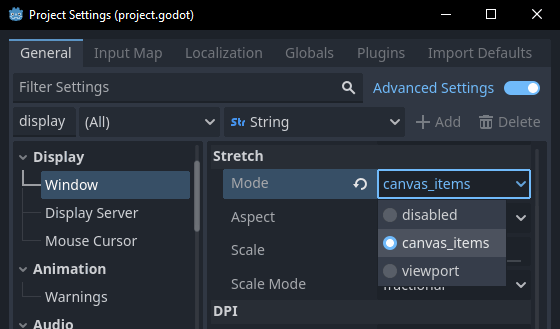 Project Settings (project.godot)
General Input Map Localization Globals Plugins Import Defaults
Filter Settings Advanced Settings
display (All) Str String Add Delete
Display
Window
Display Server
Mouse Cursor
Animation
Warnings
Audio
Stretch
Mode canvas_items
Aspect disabled
Scale canvas_items
Scale Mode viewport
fractional
DPI